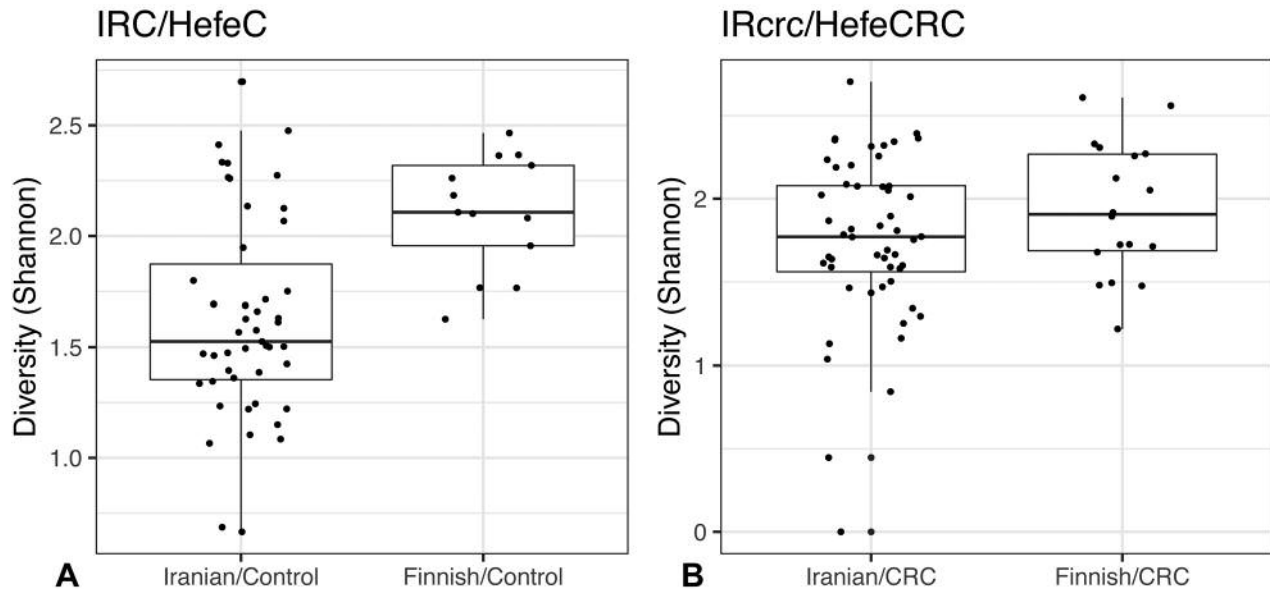 IRC/HefeC
Diversity (Shannon)
2.5
2.0
1.5
1.0
A
Iranian/Control
Finnish/Control
IRcrc/HefeCRC
Diversity (Shannon)
2
1
0
B
Iranian/CRC
Finnish/CRC